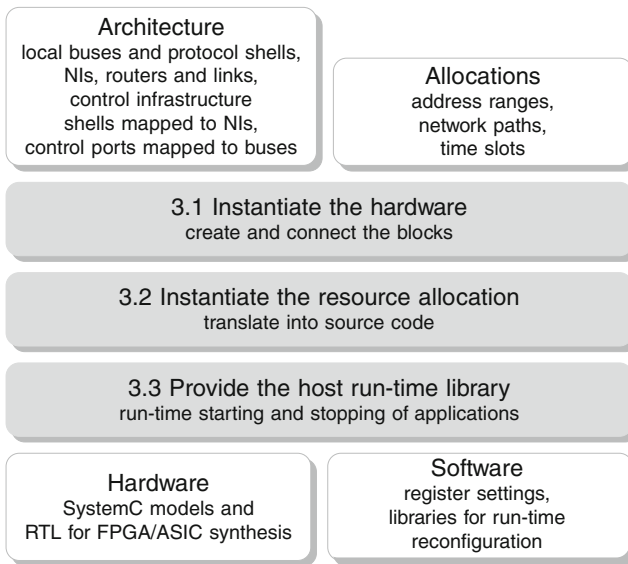 Architecture
local buses and protocol shells,
NIs, routers and links,
control infrastructure
shells mapped to NIs,
control ports mapped to buses
Allocations
address ranges,
network paths,
time slots
3.1 Instantiate the hardware
create and connect the blocks
3.2 Instantiate the resource allocation
translate into source code
3.3 Provide the host run-time library
run-time starting and stopping of applications
Hardware
SystemC models and
RTL for FPGA/ASIC synthesis
Software
register settings,
libraries for run-time
reconfiguration